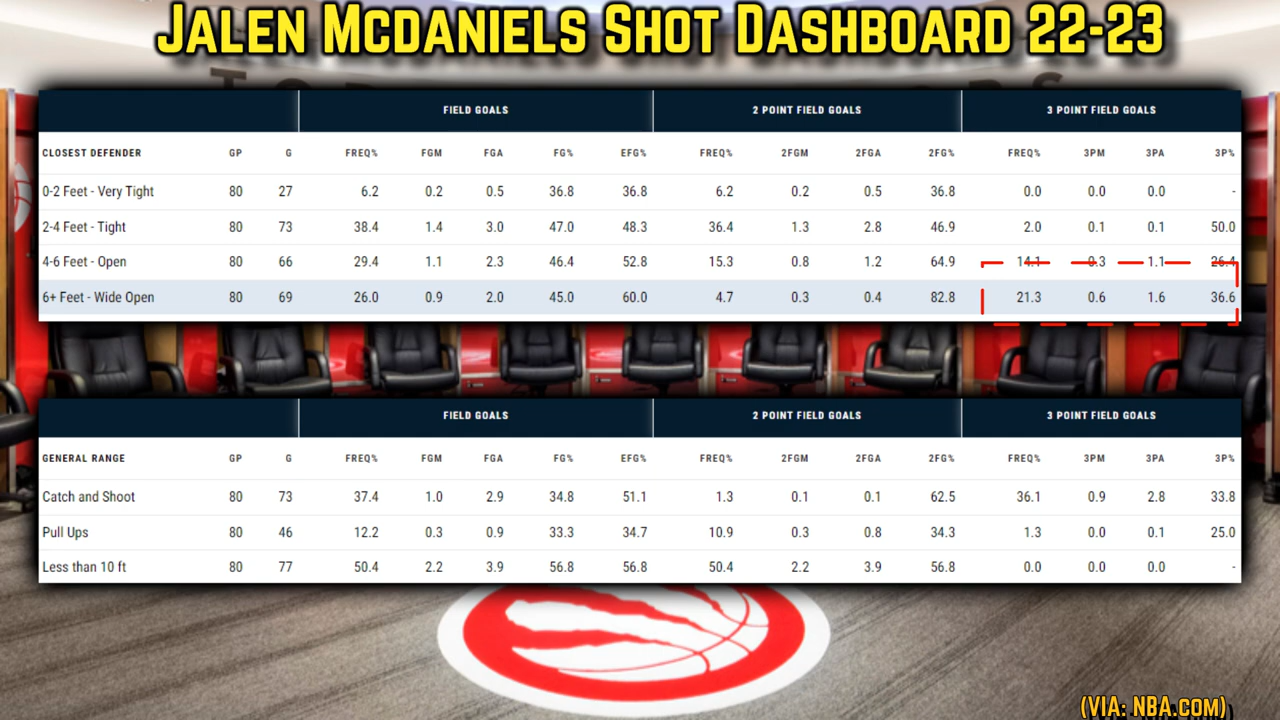 JALEN MCDANIELS SHOT DASHBOARD 22-23
FIELD GOALS 2 POINT FIELD GOALS 3 POINT FIELD GOALS
CLOSEST DEFENDER GP G FREQ% FGM FGA FG% EFG% FREQ% 2FGM 2FGA 2FG% FREQ% 3PM 3PA 3P%
0-2 Feet - Very Tight 80 27 6.2 0.2 0.5 36.8 36.8 6.2 0.2 0.5 36.8 0.0 0.0 0.0 -
2-4 Feet - Tight 80 73 38.4 1.4 3.0 47.0 48.3 36.4 1.3 2.8 46.9 2.0 0.1 0.1 50.0
4-6 Feet - Open 80 66 29.4 1.1 2.3 46.4 52.8 15.3 0.8 1.2 64.9 14.1 0.3 1.1 26.4
6+ Feet - Wide Open 80 69 26.0 0.9 2.0 45.0 60.0 4.7 0.3 0.4 82.8 21.3 0.6 1.6 36.6
FIELD GOALS 2 POINT FIELD GOALS 3 POINT FIELD GOALS
GENERAL RANGE GP G FREQ% FGM FGA FG% EFG% FREQ% 2FGM 2FGA 2FG% FREQ% 3PM 3PA 3P%
Catch and Shoot 80 73 37.4 1.0 2.9 34.8 51.1 1.3 0.1 0.1 62.5 36.1 0.9 2.8 33.8
Pull Ups 80 46 12.2 0.3 0.9 33.3 34.7 10.9 0.3 0.8 34.3 1.3 0.0 0.1 25.0
Less than 10 ft 80 77 50.4 2.2 3.9 56.8 56.8 50.4 2.2 3.9 56.8 0.0 0.0 0.0 -
(VIA: NBA.COM)